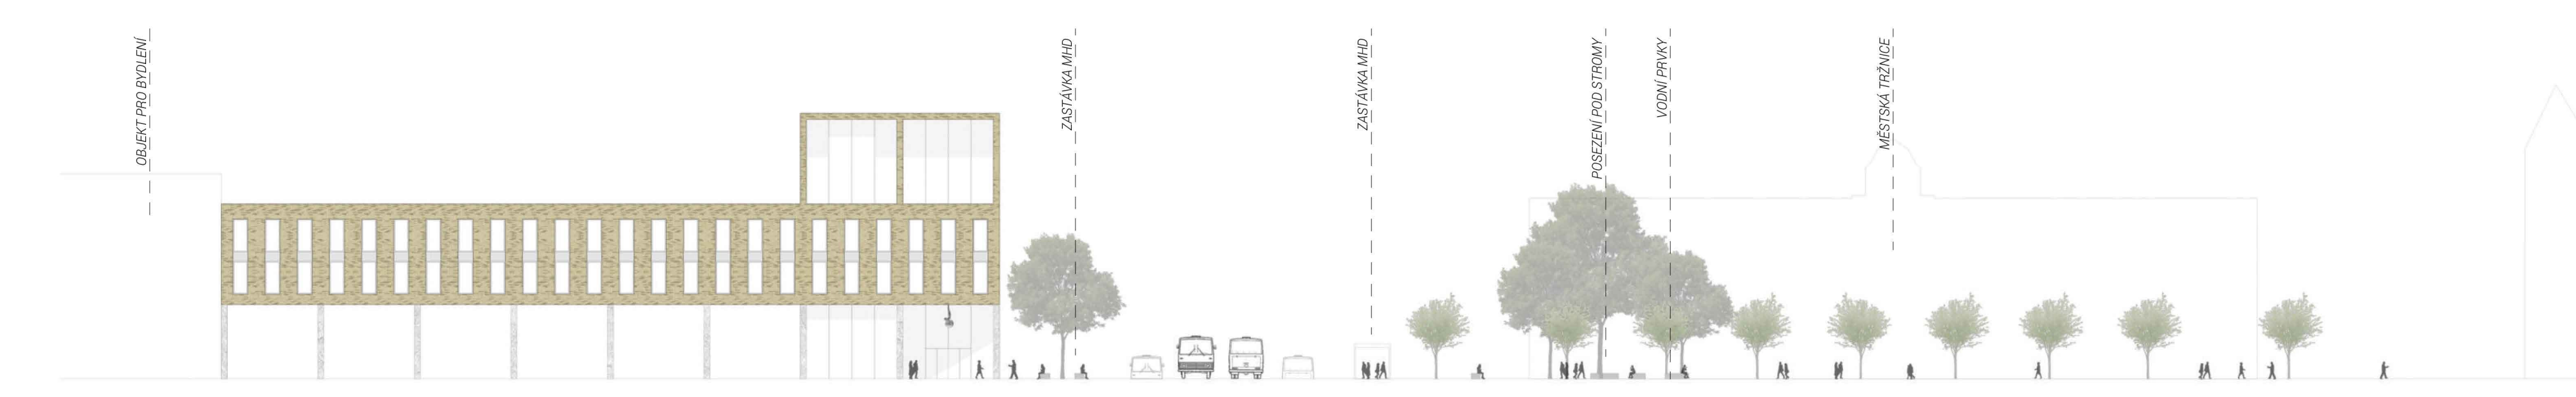 OBJEKT PRO BYDLENÍ
ZASTÁVKA MHD
ZASTÁVKA MHD
POSEZENÍ POD STROMY
VODNÍ PRVKY
MĚSTSKÁ TRŽNICE